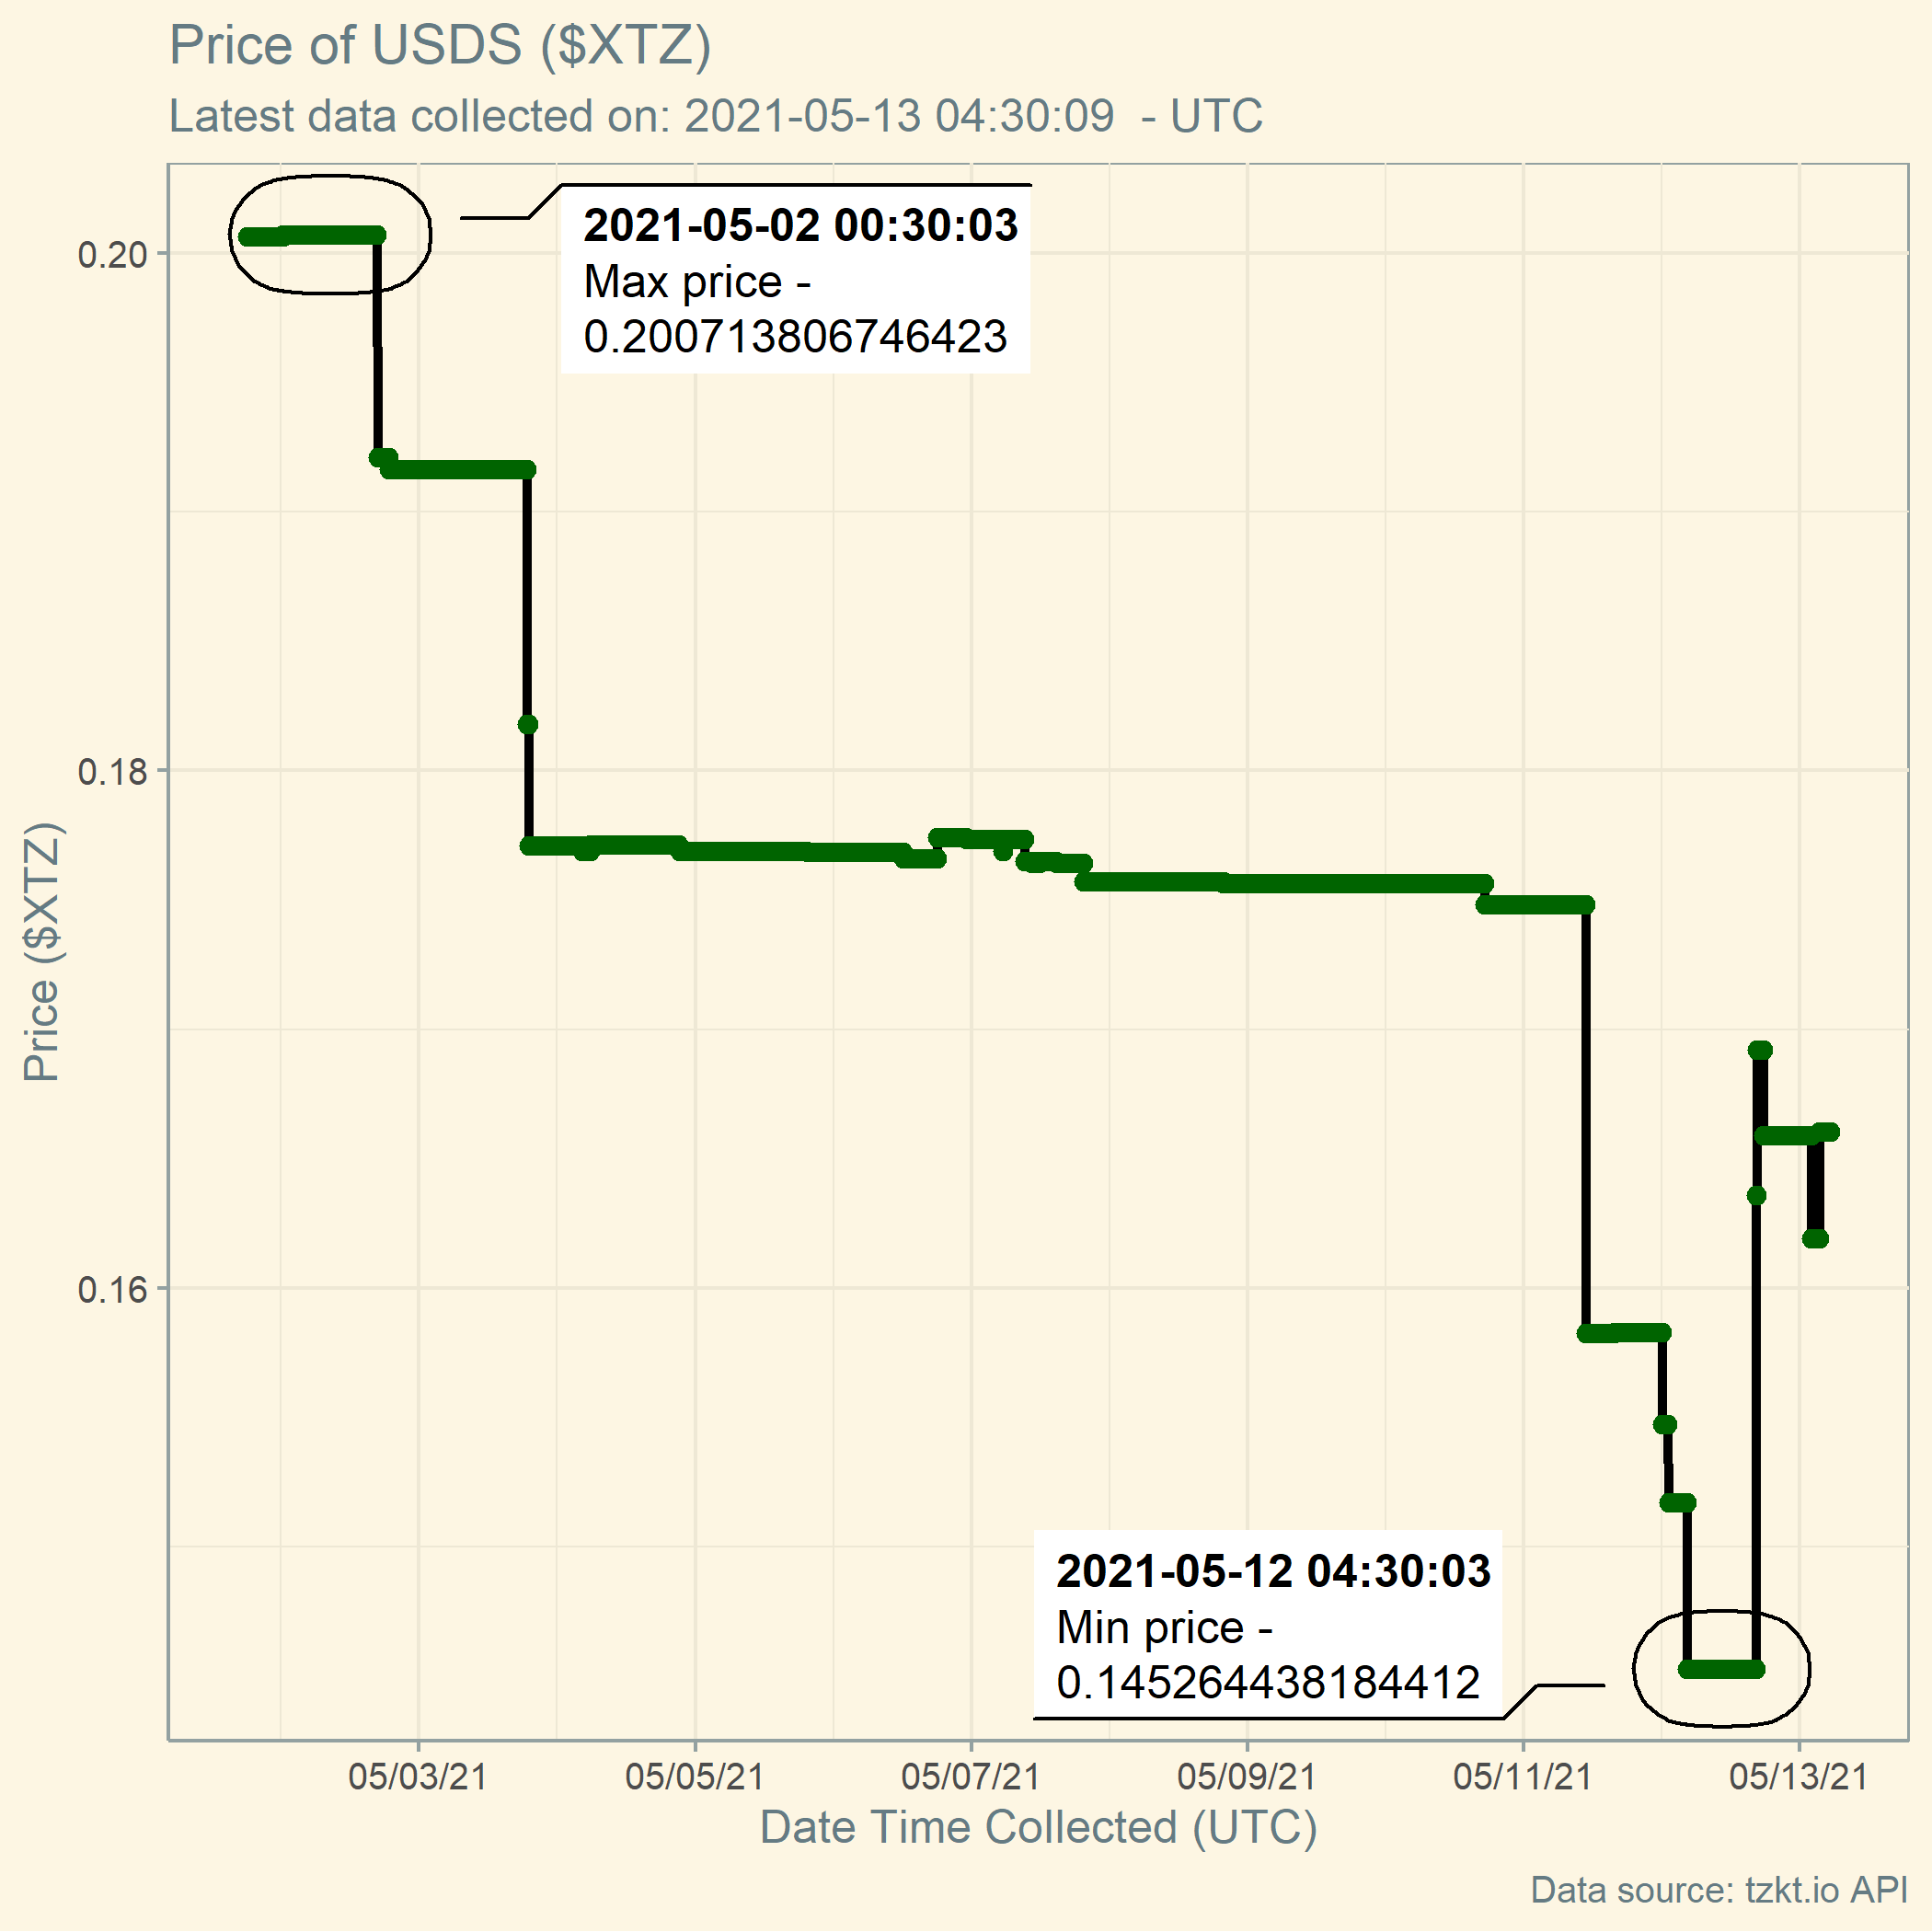 Price of USDS ($XTZ)
Latest data collected on: 2021-05-13 04:30:09  - UTC
2021-05-02 00:30:03
Max price -
0.200713806746423
0.20
0.18
0.16
Price ($XTZ)
2021-05-12 04:30:03
Min price -
0.145264438184412
05/03/21
05/05/21
05/07/21
05/09/21
05/11/21
05/13/21
Date Time Collected (UTC)
Data source: tzkt.io API